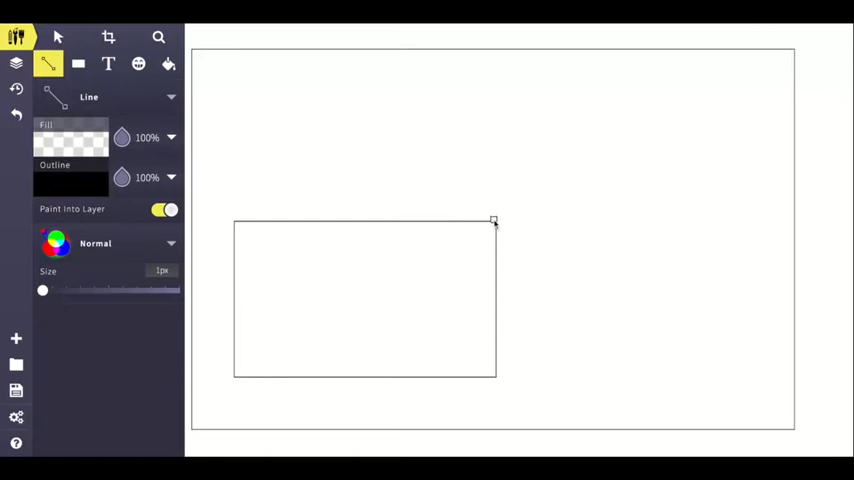 T
Line
Fill
100%
Outline
100%
Paint Into Layer
Normal
Size
1px
?